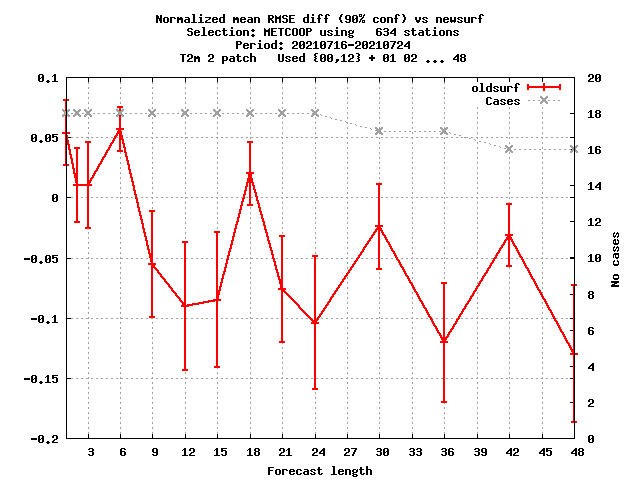 Normalized mean RMSE diff (90% conf) vs newsurf
Selection: METCOOP using   634 stations
Period: 20210716-20210724
T2m 2 patch   Used {00,12} + 01 02 ... 48
oldsurf
Cases
0.1
0.05
0
-0.05
-0.1
-0.15
-0.2
20
18
16
14
12
10
8
6
4
2
0
No cases
3 6 9 12 15 18 21 24 27 30 33 36 39 42 45 48
Forecast length